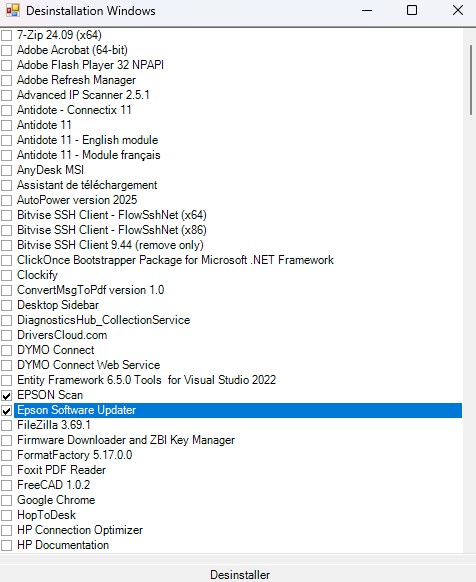 Desinstallation Windows
7-Zip 24.09 (x64)
Adobe Acrobat (64-bit)
Adobe Flash Player 32 NPAPI
Adobe Refresh Manager
Advanced IP Scanner 2.5.1
Antidote - Connectix 11
Antidote 11
Antidote 11 - English module
Antidote 11 - Module français
AnyDesk MSI
Assistant de téléchargement
AutoPower version 2025
Bitvise SSH Client - FlowSshNet (x64)
Bitvise SSH Client - FlowSshNet (x86)
Bitvise SSH Client 9.44 (remove only)
ClickOnce Bootstrapper Package for Microsoft .NET Framework
Clockify
ConvertMsgToPdf version 1.0
Desktop Sidebar
DiagnosticsHub_CollectionService
DriversCloud.com
DYMO Connect
DYMO Connect Web Service
Entity Framework 6.5.0 Tools  for Visual Studio 2022
EPSON Scan
Epson Software Updater
FileZilla 3.69.1
Firmware Downloader and ZBI Key Manager
FormatFactory 5.17.0.0
Foxit PDF Reader
FreeCAD 1.0.2
Google Chrome
HopToDesk
HP Connection Optimizer
HP Documentation
Desinstaller